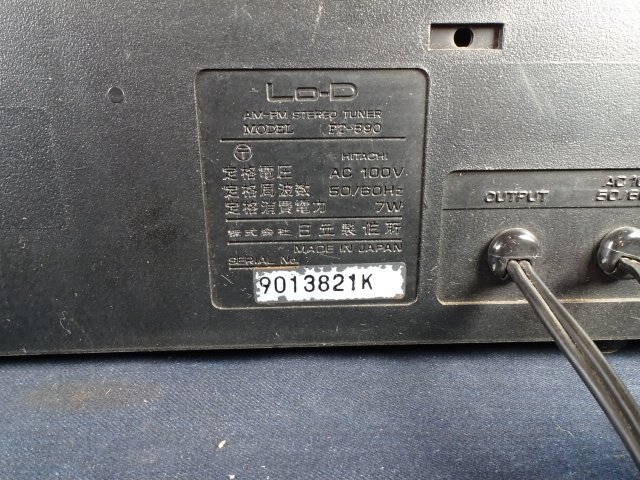 Lo-D
AM-FM STEREO TUNER
MODEL FT-690
T
HITACHI
定格電圧 AC 100V
定格周波数 50/60Hz
定格消費電力 7W
株式会社 日立製作所
MADE IN JAPAN
SERIAL No.
9013821K
OUTPUT